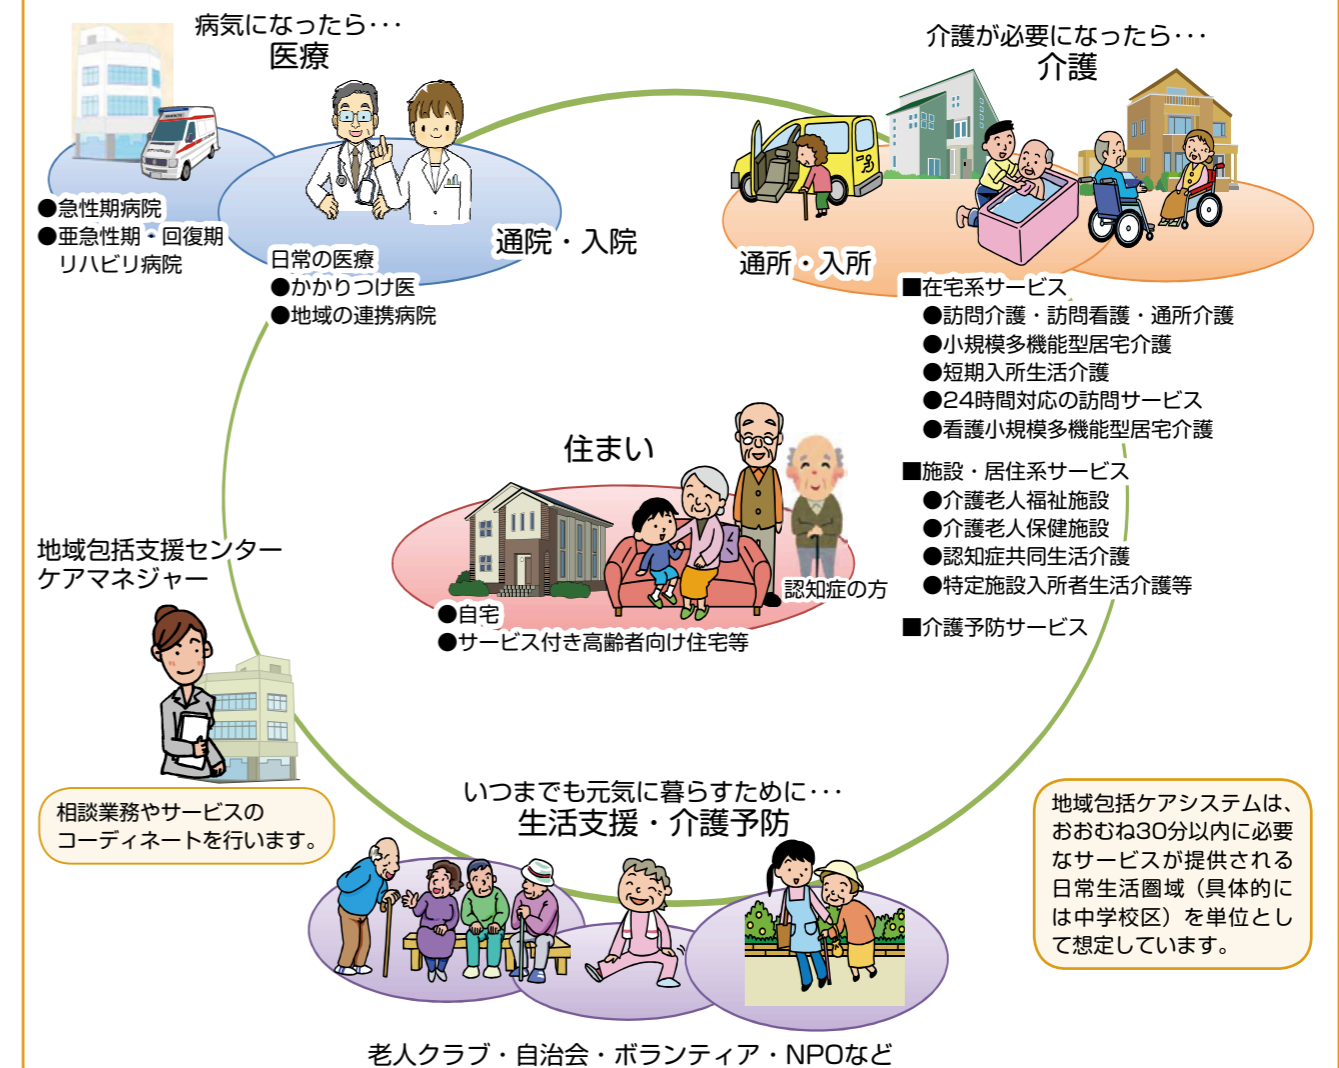 病気になったら･･･
医療
●急性期病院
●亜急性期・回復期
リハビリ病院
日常の医療
●かかりつけ医
●地域の連携病院
通院・入院
介護が必要になったら･･･
介護
通所・入所
■在宅系サービス
●訪問介護・訪問看護・通所介護
●小規模多機能型居宅介護
●短期入所生活介護
●24時間対応の訪問サービス
●看護小規模多機能型居宅介護
■施設・居住系サービス
●介護老人福祉施設
●介護老人保健施設
●認知症共同生活介護
●特定施設入所者生活介護等
■介護予防サービス
住まい
認知症の方
●自宅
●サービス付き高齢者向け住宅等
地域包括支援センター
ケアマネジャー
相談業務やサービスの
コーディネートを行います。
いつまでも元気に暮らすために･･･
生活支援・介護予防
老人クラブ・自治会・ボランティア・NPOなど
地域包括ケアシステムは、
おおむね30分以内に必要
なサービスが提供される
日常生活圏域（具体的に
は中学校区）を単位とし
て想定しています。